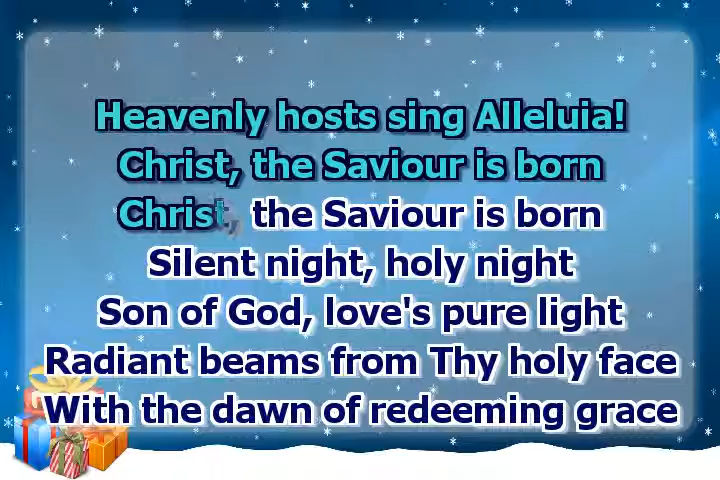 Heavenly hosts sing Alleluia!
Christ, the Saviour is born
Christ, the Saviour is born
Silent night, holy night
Son of God, love's pure light
Radiant beams from Thy holy face
With the dawn of redeeming grace